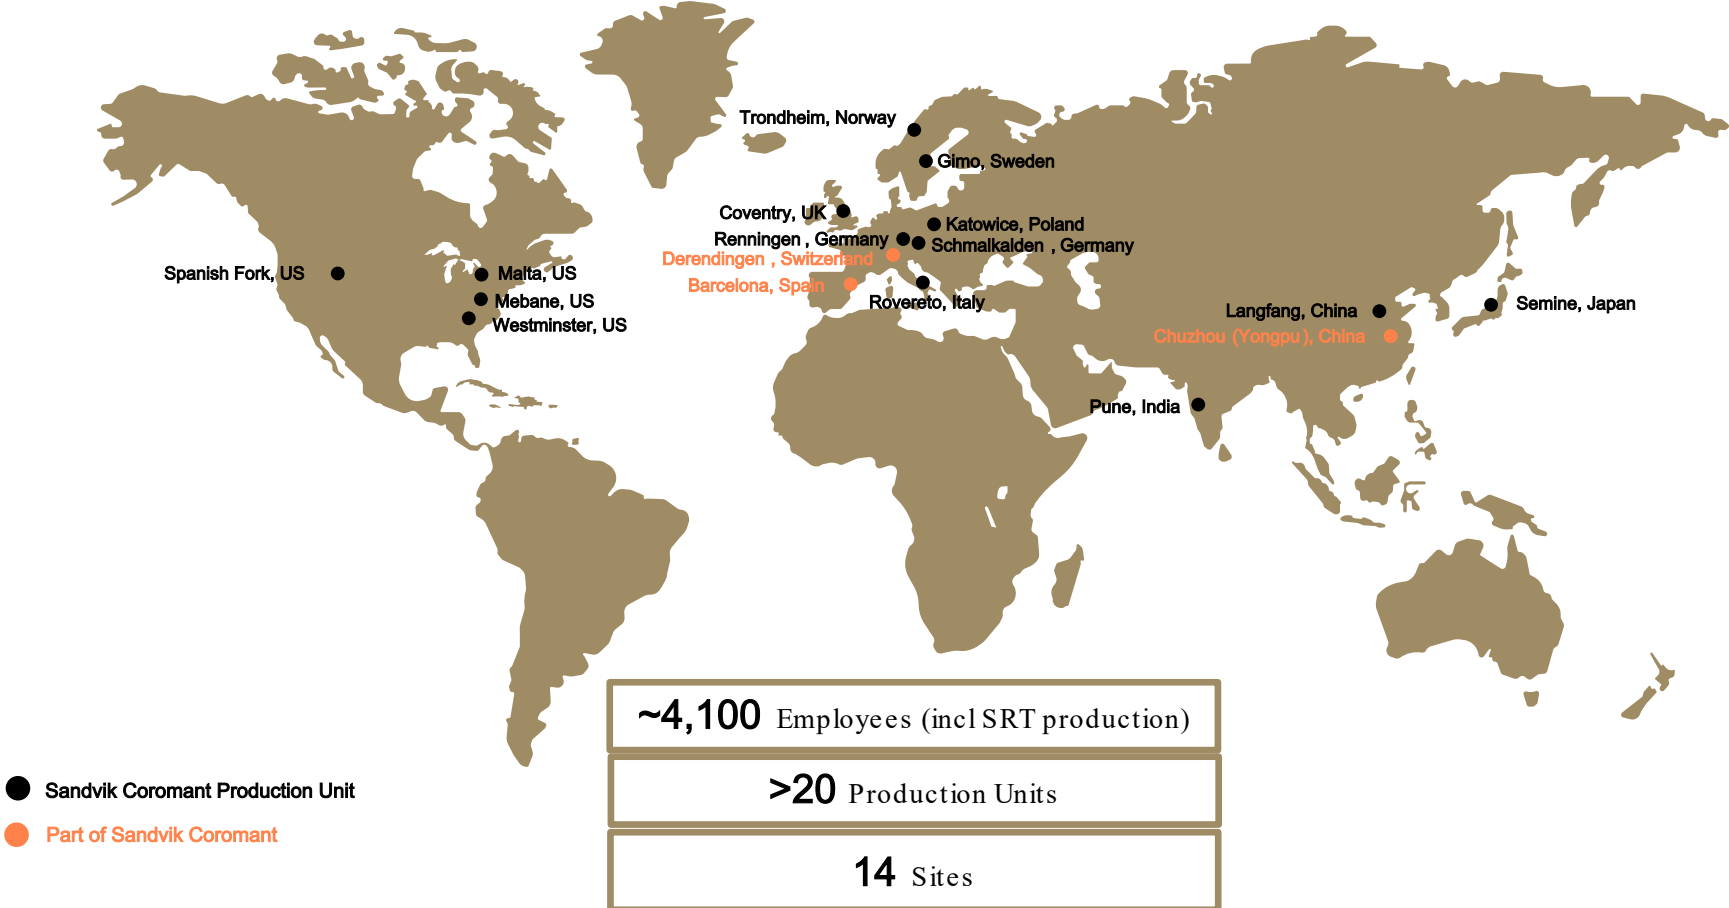 Trondheim, Norway
Gimo, Sweden
Coventry, UK
Katowice, Poland
Renningen , Germany
Schmalkalden , Germany
Derendingen , Switzerland
Barcelona, Spain
Rovereto, Italy
Spanish Fork, US
Malta, US
Mebane, US
Westminster, US
Langfang, China
Semine, Japan
Chuzhou (Yongpu), China
Pune, India
~4,100 Employees (incl SRT production)
>20 Production Units
14 Sites
Sandvik Coromant Production Unit
Part of Sandvik Coromant